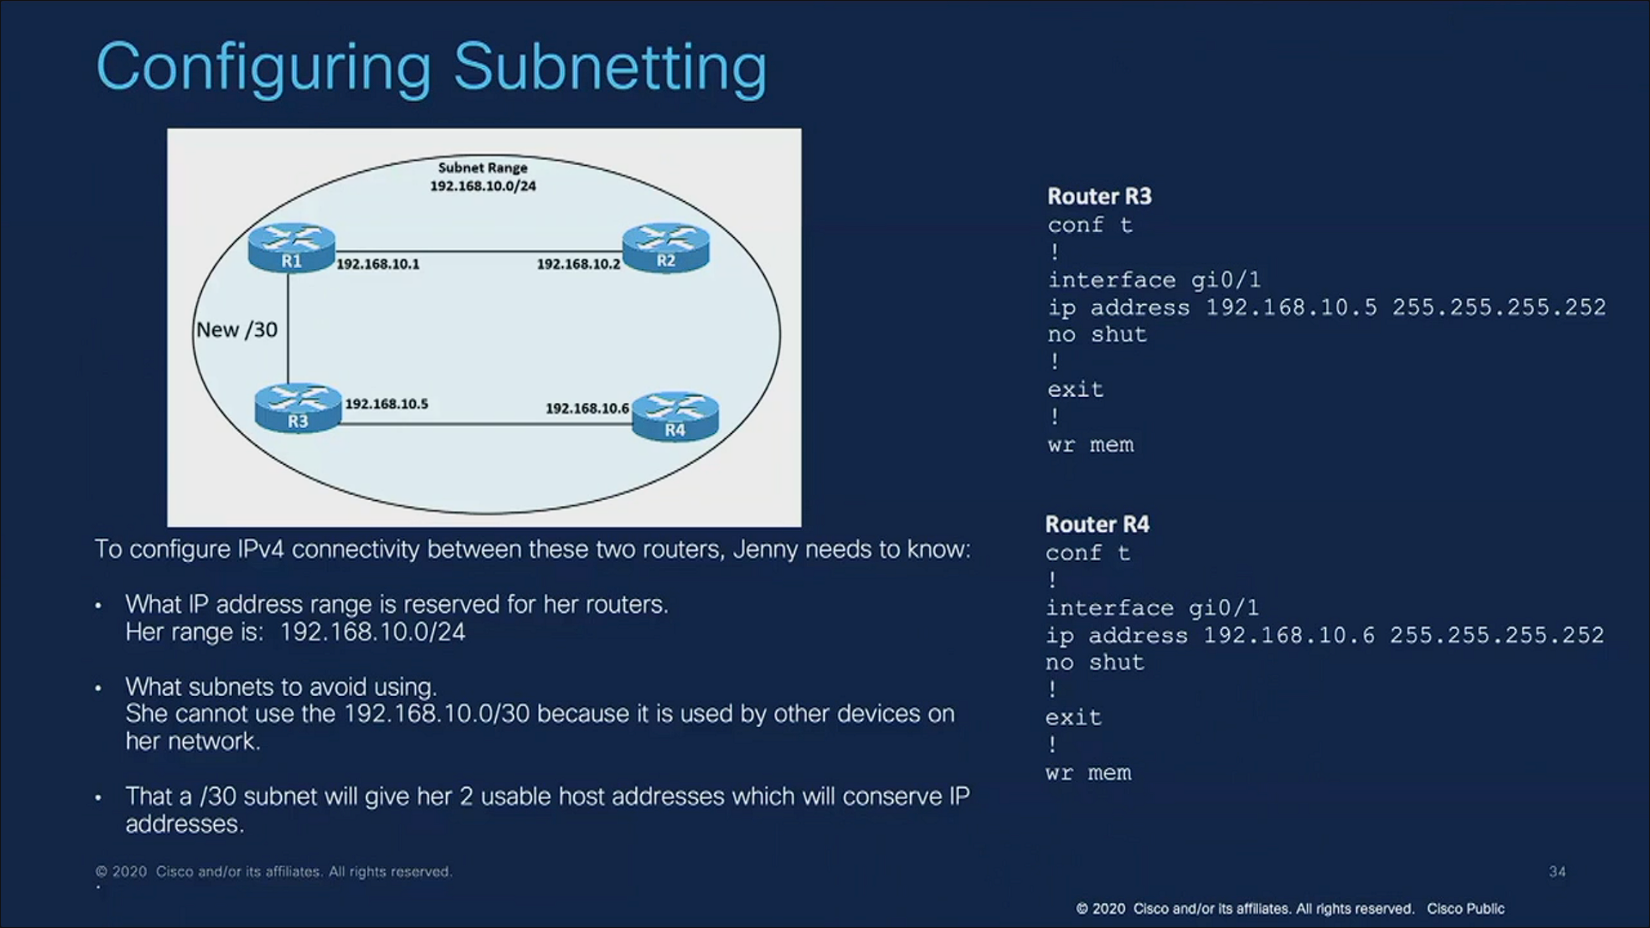 Configuring Subnetting
Subnet Range
192.168.10.0/24
R1
192.168.10.1
192.168.10.2
R2
New /30
R3
192.168.10.5
192.168.10.6
R4
To configure IPv4 connectivity between these two routers, Jenny needs to know:
• What IP address range is reserved for her routers.
Her range is: 192.168.10.0/24
• What subnets to avoid using.
She cannot use the 192.168.10.0/30 because it is used by other devices on
her network.
• That a /30 subnet will give her 2 usable host addresses which will conserve IP
addresses.
Router R3
conf t
!
interface gi0/1
ip address 192.168.10.5 255.255.255.252
no shut
!
exit
!
wr mem
Router R4
conf t
!
interface gi0/1
ip address 192.168.10.6 255.255.255.252
no shut
!
exit
!
wr mem
© 2020 Cisco and/or its affiliates. All rights reserved.
34
© 2020 Cisco and/or its affiliates. All rights reserved. Cisco Public